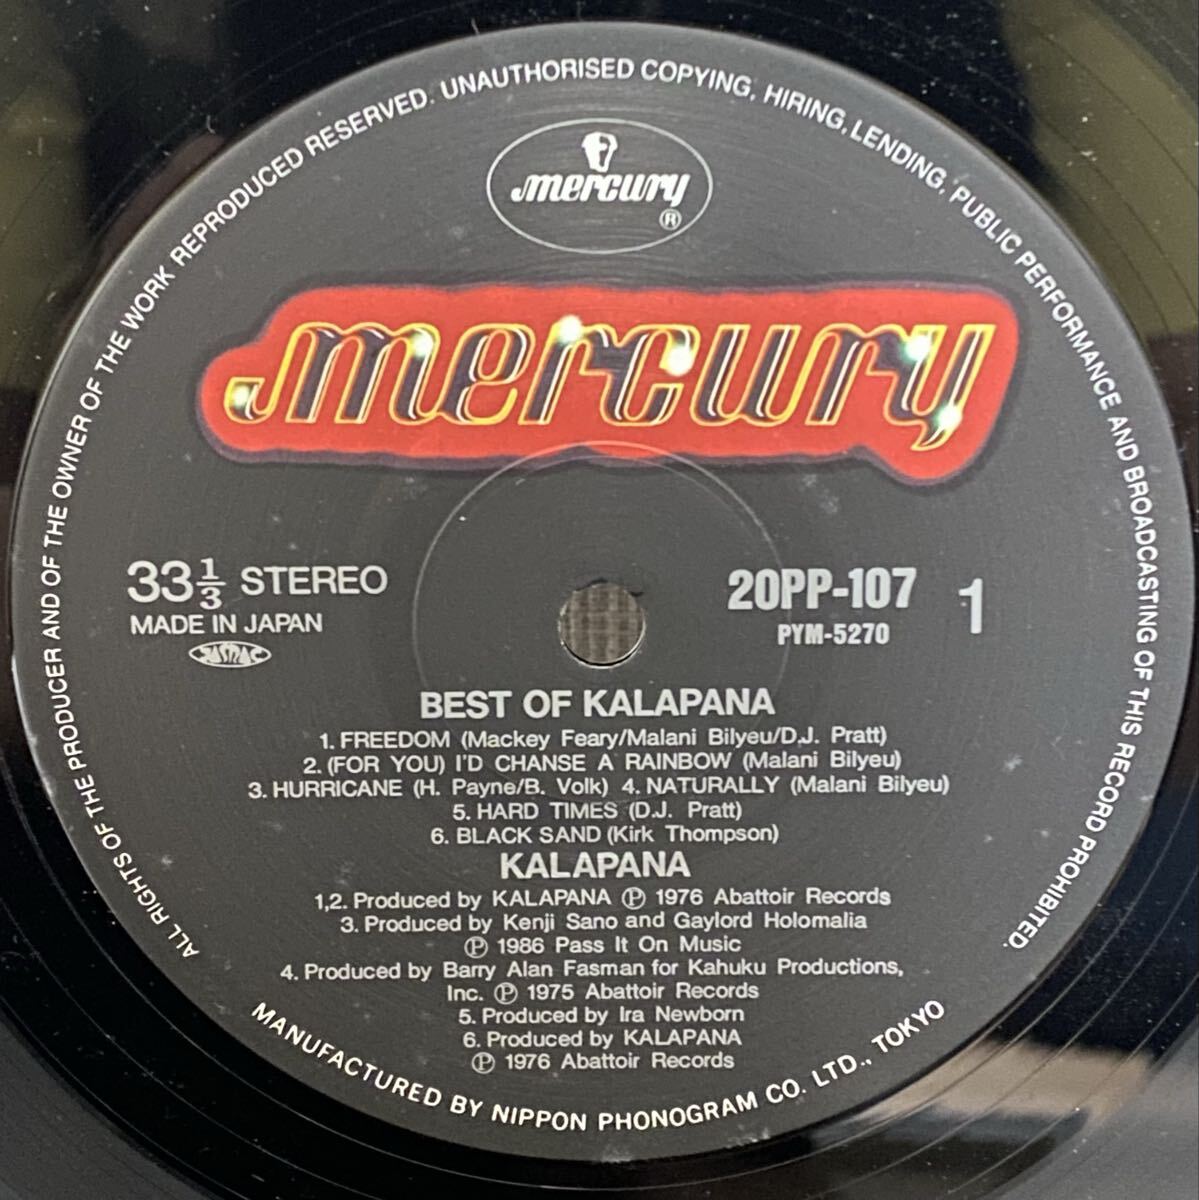 ALL RIGHTS OF THE PRODUCER AND OF THE OWNER OF THE WORK REPRODUCED RESERVED. UNAUTHORISED COPYING, HIRING, LENDING, PUBLIC PERFORMANCE AND BROADCASTING OF THIS RECORD PROHIBITED.
mercury
®
mercury
33 1/3 STEREO
MADE IN JAPAN
JASRAC
20PP-107 1
PYM-5270
BEST OF KALAPANA
1. FREEDOM (Mackey Feary/Malani Bilyeu/D.J. Pratt)
2. (FOR YOU) I'D CHANSE A RAINBOW (Malani Bilyeu)
3. HURRICANE (H. Payne/B. Volk) 4. NATURALLY (Malani Bilyeu)
5. HARD TIMES (D.J. Pratt)
6. BLACK SAND (Kirk Thompson)
KALAPANA
1,2. Produced by KALAPANA ℗ 1976 Abattoir Records
3. Produced by Kenji Sano and Gaylord Holomalia
℗ 1986 Pass It On Music
4. Produced by Barry Alan Fasman for Kahuku Productions,
Inc. ℗ 1975 Abattoir Records
5. Produced by Ira Newborn
6. Produced by KALAPANA
℗ 1976 Abattoir Records
MANUFACTURED BY NIPPON PHONOGRAM CO. LTD., TOKYO